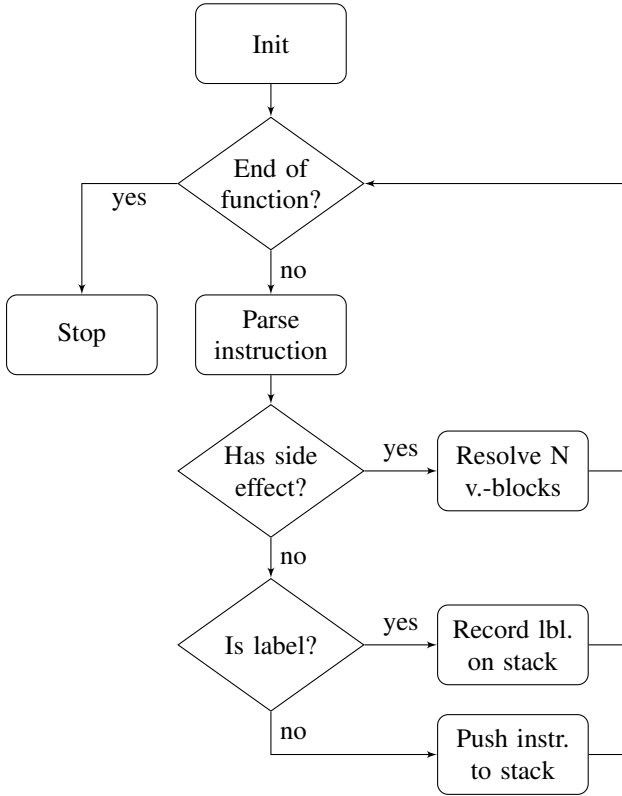 Init
End of
function?
yes
no
Stop
Parse
instruction
Has side
effect?
yes
Resolve N
v.-blocks
no
Is label?
yes
Record lbl.
on stack
no
Push instr.
to stack